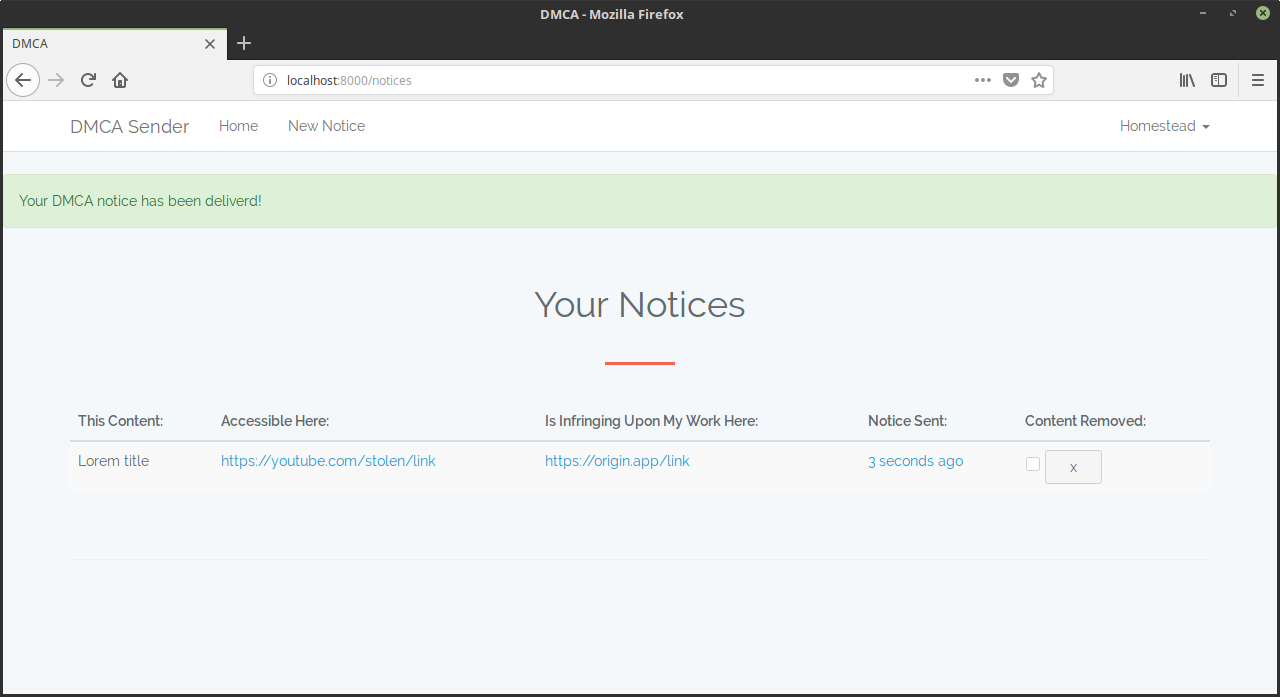 DMCA - Mozilla Firefox
DMCA
localhost:8000/notices
DMCA Sender Home New Notice Homestead
Your DMCA notice has been deliverd!
Your Notices
This Content: Accessible Here: Is Infringing Upon My Work Here: Notice Sent: Content Removed:
Lorem title https://youtube.com/stolen/link https://origin.app/link 3 seconds ago x